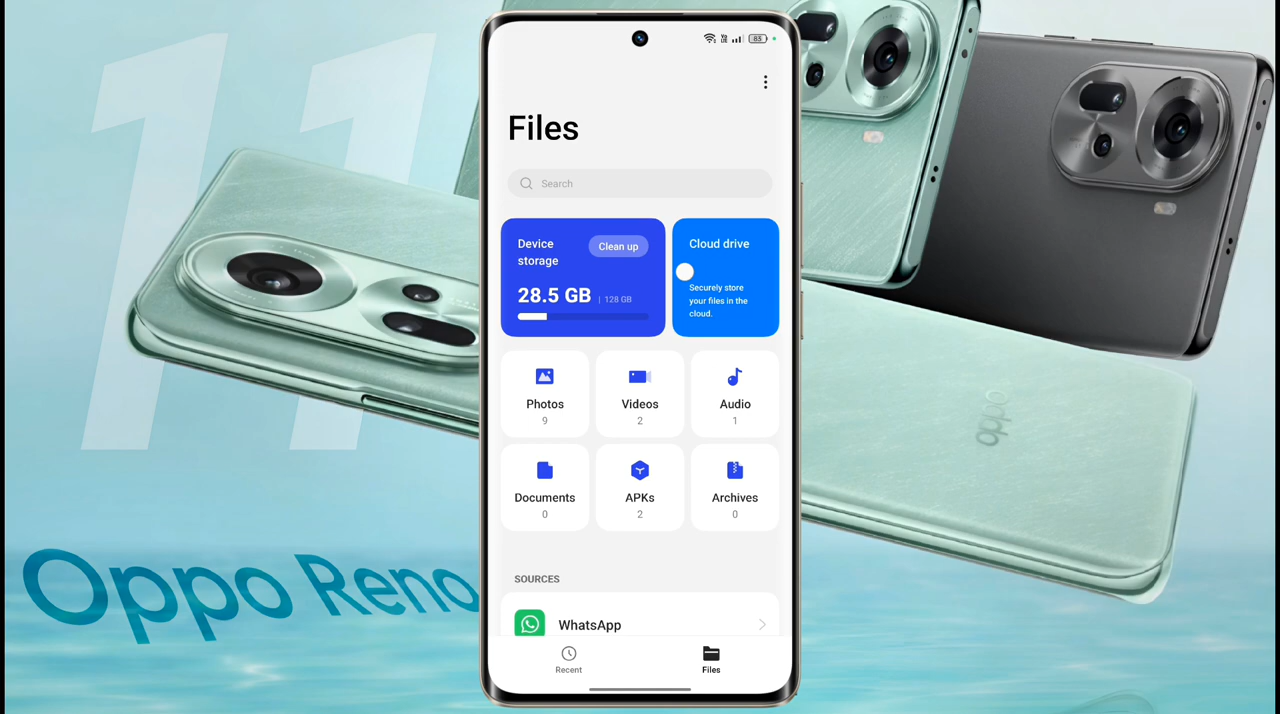 11
83
Files
Search
Device
storage
Clean up
28.5 GB | 128 GB
Cloud drive
Securely store
your files in the
cloud.
Photos
9
Videos
2
Audio
1
Documents
0
APKs
2
Archives
0
SOURCES
WhatsApp
Recent
Files
Oppo Reno
oppo